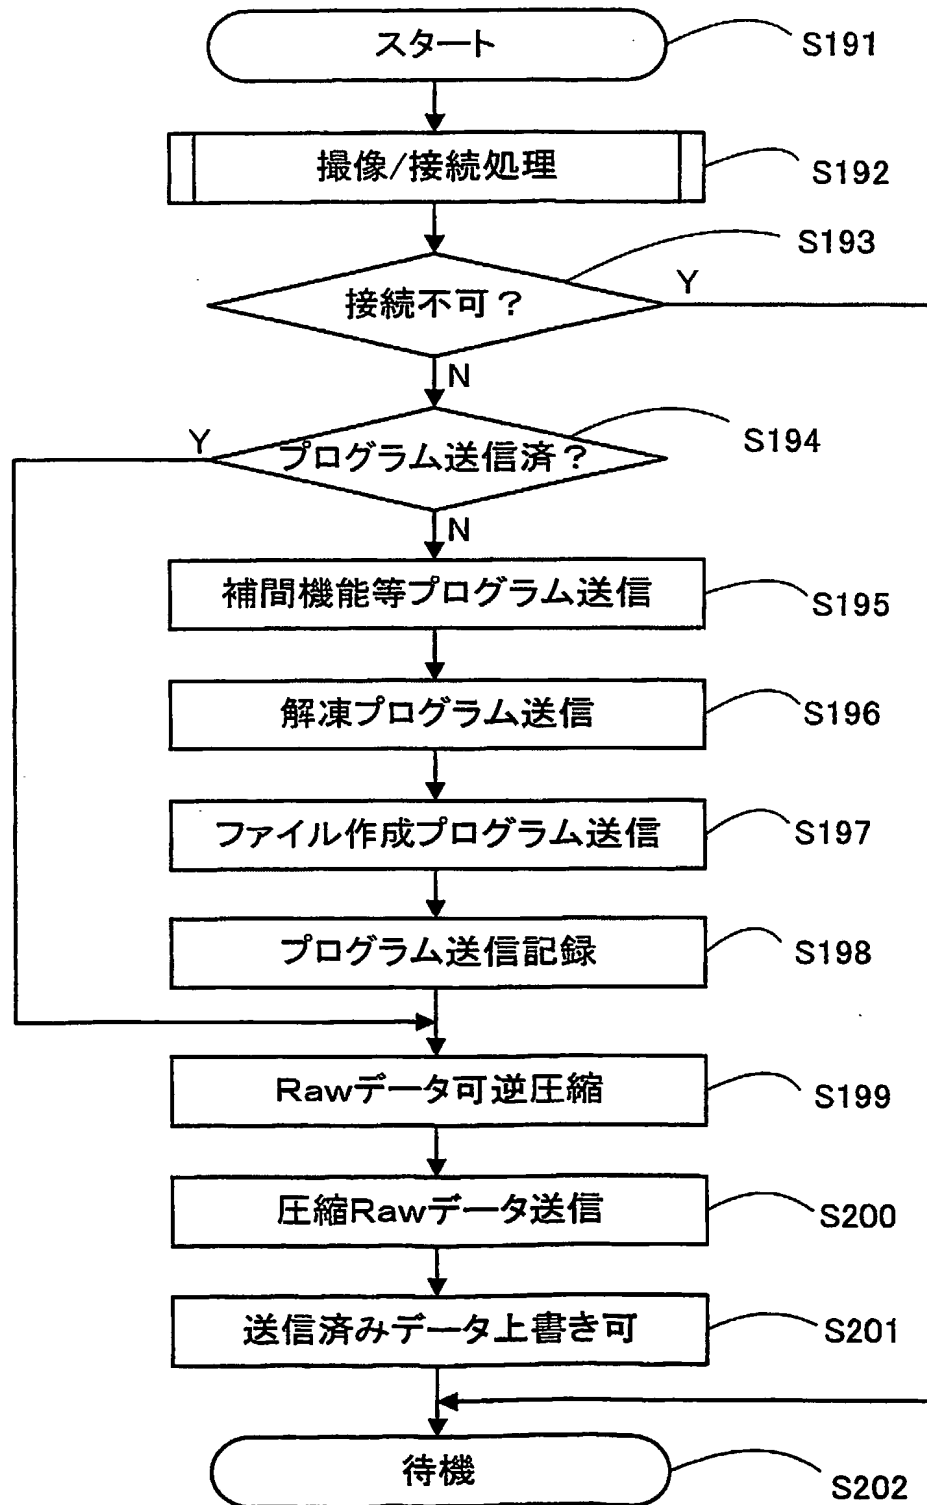 スタート
S191
撮像/接続処理
S192
S193
接続不可？
Y
N
S194
Y
プログラム送信済？
N
補間機能等プログラム送信
S195
解凍プログラム送信
S196
ファイル作成プログラム送信
S197
プログラム送信記録
S198
Rawデータ可逆圧縮
S199
圧縮Rawデータ送信
S200
送信済みデータ上書き可
S201
待機
S202